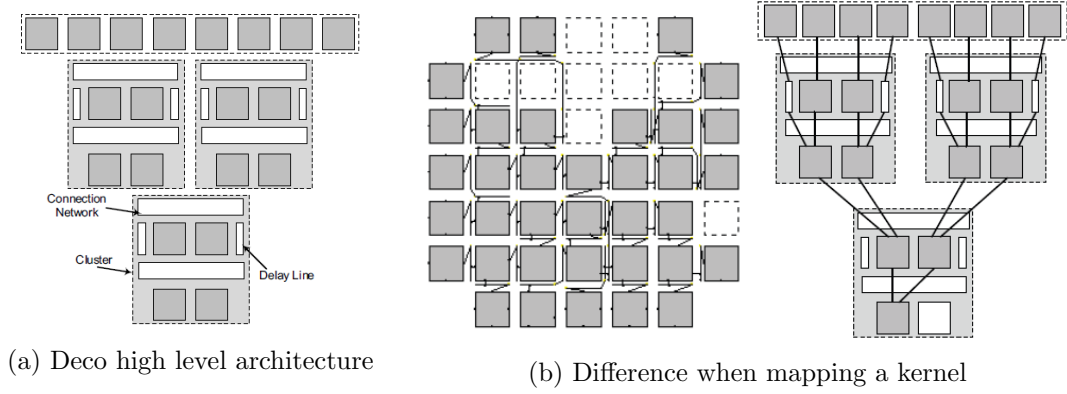 Connection
Network
Cluster
Delay Line
(a) Deco high level architecture
(b) Difference when mapping a kernel